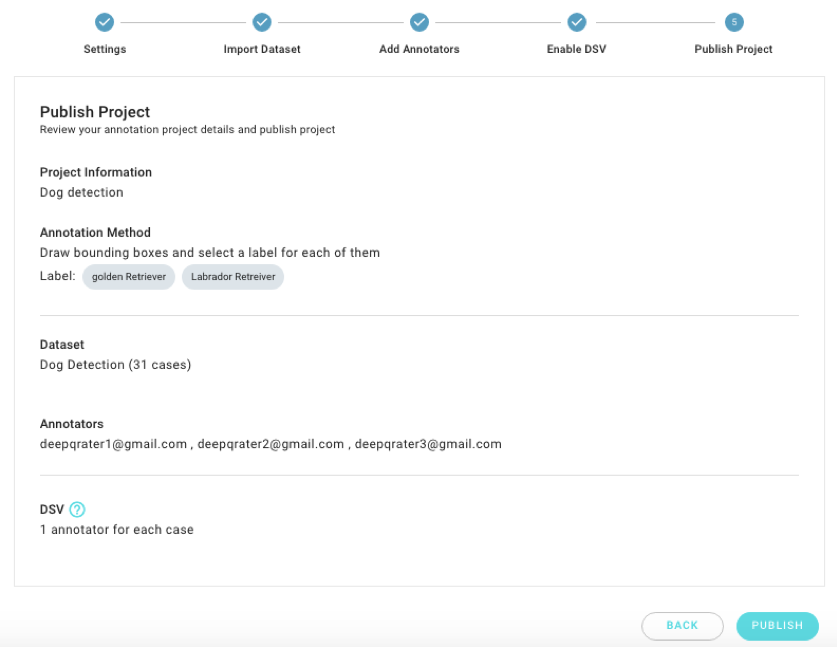 5
Settings Import Dataset Add Annotators Enable DSV Publish Project
Publish Project
Review your annotation project details and publish project
Project Information
Dog detection
Annotation Method
Draw bounding boxes and select a label for each of them
Label: golden Retriever Labrador Retreiver
Dataset
Dog Detection (31 cases)
Annotators
deepqrater1@gmail.com , deepqrater2@gmail.com , deepqrater3@gmail.com
DSV ?
1 annotator for each case
BACK PUBLISH